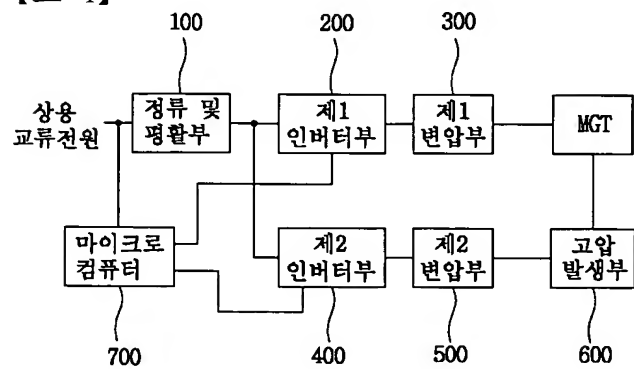 100
200
300
상용
교류전원
정류 및
평활부
제1
인버터부
제1
변압부
MGT
마이크로
컴퓨터
제2
인버터부
제2
변압부
고압
발생부
700
400
500
600